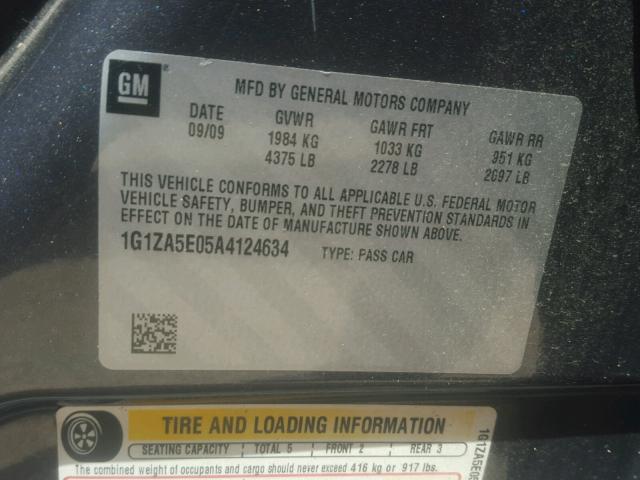 GM
MFD BY GENERAL MOTORS COMPANY
DATE GVWR GAWR FRT GAWR RR
09/09 1984 KG 1033 KG 951 KG
4375 LB 2278 LB 2097 LB
THIS VEHICLE CONFORMS TO ALL APPLICABLE U.S. FEDERAL MOTOR
VEHICLE SAFETY, BUMPER, AND THEFT PREVENTION STANDARDS IN
EFFECT ON THE DATE OF MANUFACTURE SHOWN ABOVE.
1G1ZA5E05A4124634 TYPE: PASS CAR
TIRE AND LOADING INFORMATION
SEATING CAPACITY TOTAL 5 FRONT 2 REAR 3
The combined weight of occupants and cargo should never exceed 416 kg or 917 lbs.
1G1ZA5E05